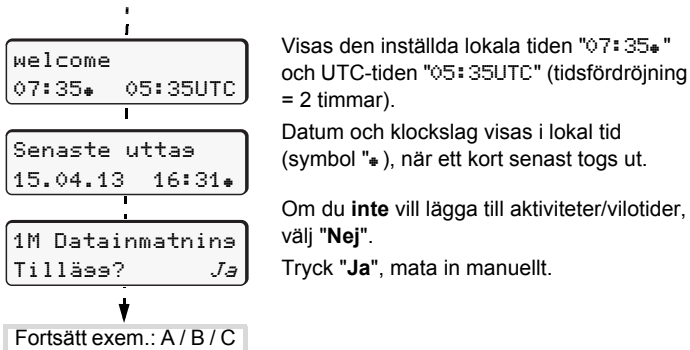 welcome
07:35• 05:35UTC
Visas den inställda lokala tiden "07:35•"
och UTC-tiden "05:35UTC" (tidsfördröjning
= 2 timmar).
Senaste uttag
15.04.13 16:31•
Datum och klockslag visas i lokal tid
(symbol "• ), när ett kort senast togs ut.
1M Datainmatning
Tillägg? Ja
Om du inte vill lägga till aktiviteter/vilotider,
välj "Nej".
Tryck "Ja", mata in manuellt.
Fortsätt exem.: A / B / C